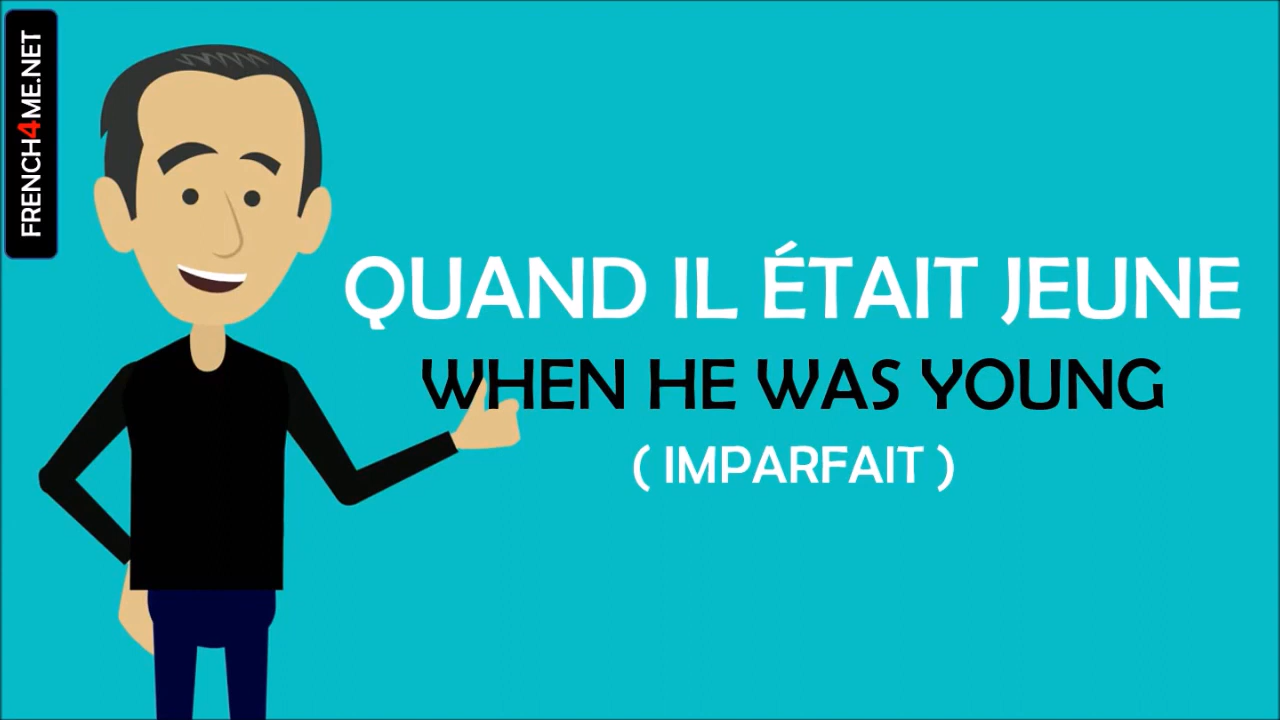 FRENCH4ME.NET
QUAND IL ÉTAIT JEUNE
WHEN HE WAS YOUNG
( IMPARFAIT )